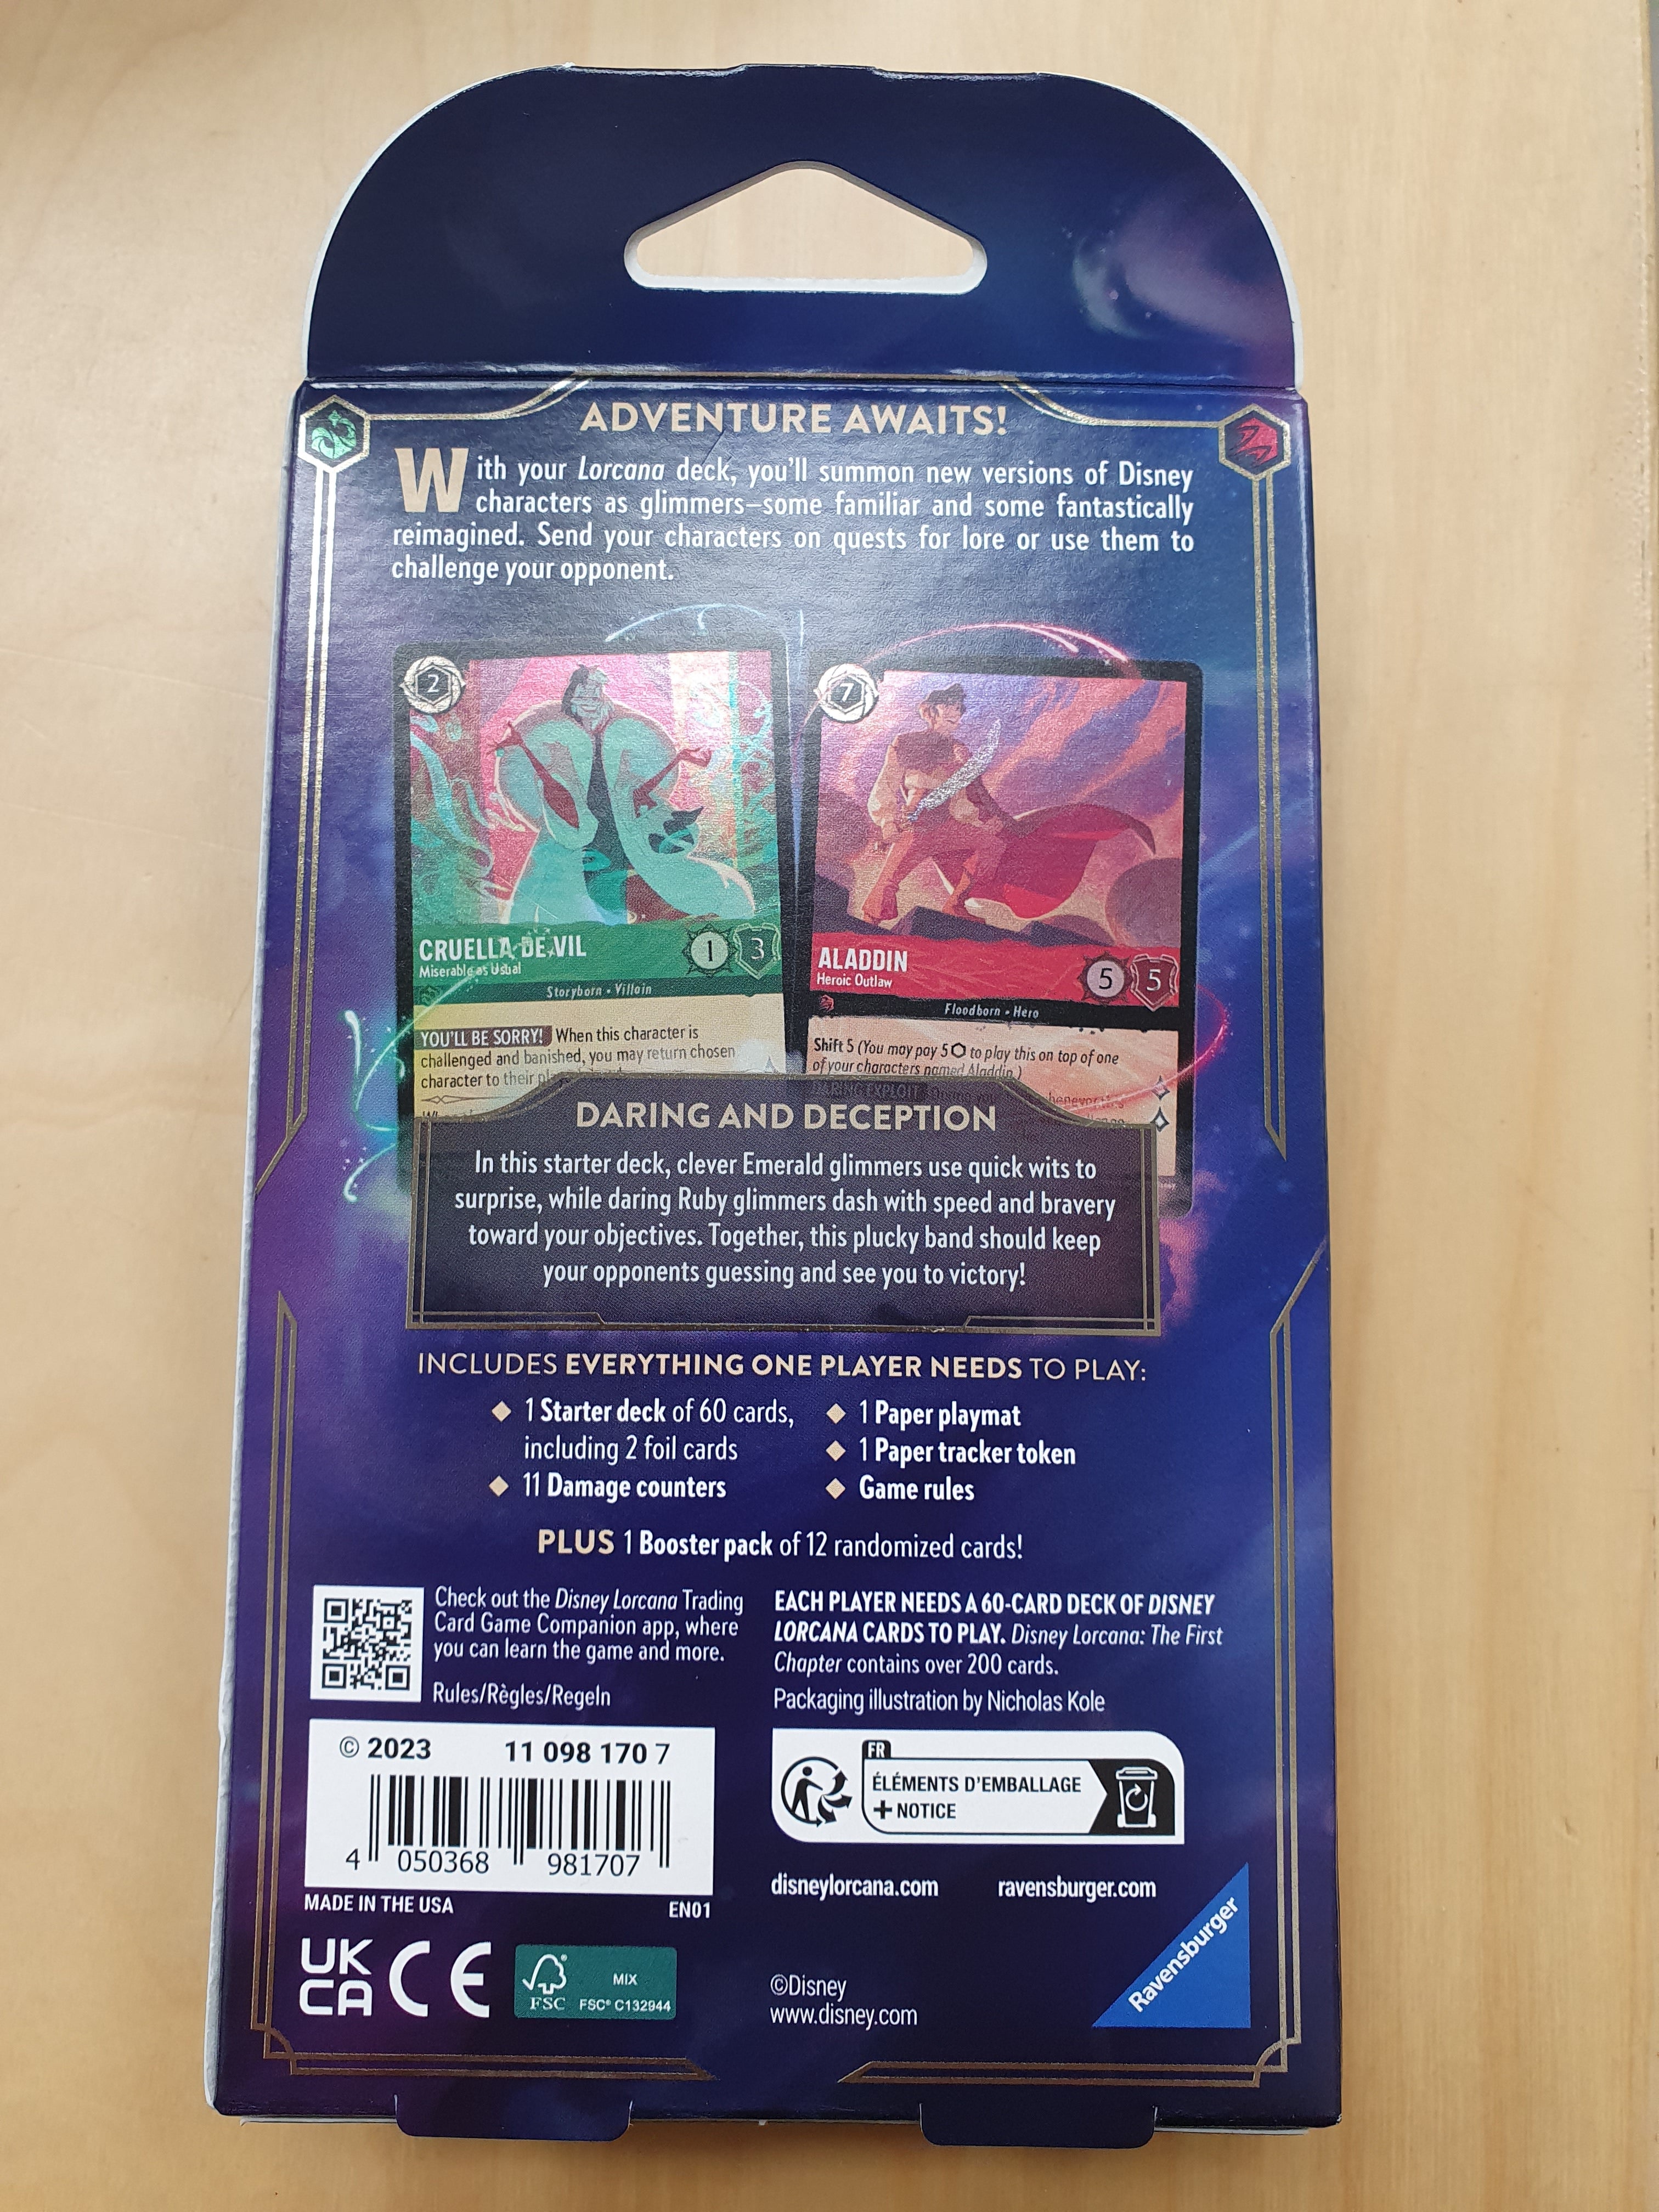 ADVENTURE AWAITS!
With your Lorcana deck, you'll summon new versions of Disney
characters as glimmers—some familiar and some fantastically
reimagined. Send your characters on quests for lore or use them to
challenge your opponent.
2
CRUELLA DE VIL
Miserable as Usual
1 3
Storyborn • Villain
YOU'LL BE SORRY! When this character is
challenged and banished, you may return chosen
character to their
7
ALADDIN
Heroic Outlaw
5 5
Floodborn • Hero
Shift 5 (You may pay 5 to play this on top of one
of your characters named Aladdin.)
DARING EXPLOIT
DARING AND DECEPTION
In this starter deck, clever Emerald glimmers use quick wits to
surprise, while daring Ruby glimmers dash with speed and bravery
toward your objectives. Together, this plucky band should keep
your opponents guessing and see you to victory!
INCLUDES EVERYTHING ONE PLAYER NEEDS TO PLAY:
◆ 1 Starter deck of 60 cards,
including 2 foil cards
◆ 11 Damage counters
◆ 1 Paper playmat
◆ 1 Paper tracker token
◆ Game rules
PLUS 1 Booster pack of 12 randomized cards!
Check out the Disney Lorcana Trading
Card Game Companion app, where
you can learn the game and more.
Rules/Règles/Regeln
EACH PLAYER NEEDS A 60-CARD DECK OF DISNEY
LORCANA CARDS TO PLAY. Disney Lorcana: The First
Chapter contains over 200 cards.
Packaging illustration by Nicholas Kole
© 2023 11 098 170 7
4 050368 981707
MADE IN THE USA EN01
FR
ÉLÉMENTS D'EMBALLAGE
+ NOTICE
disneylorcana.com ravensburger.com
UK
CA CE
FSC MIX
FSC® C132944
©Disney
www.disney.com
Ravensburger